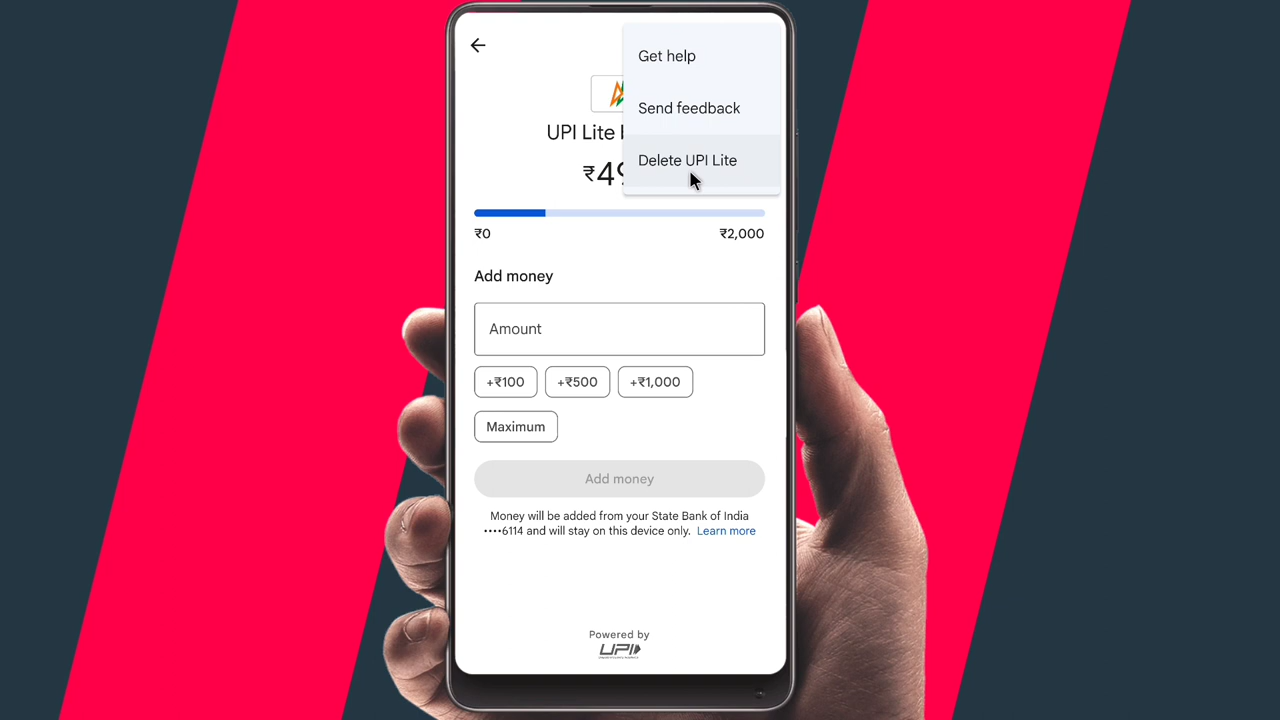 Get help
Send feedback
Delete UPI Lite
UPI Lite
₹49
₹0
₹2,000
Add money
Amount
+₹100
+₹500
+₹1,000
Maximum
Add money
Money will be added from your State Bank of India
••••6114 and will stay on this device only. Learn more
Powered by
UPI